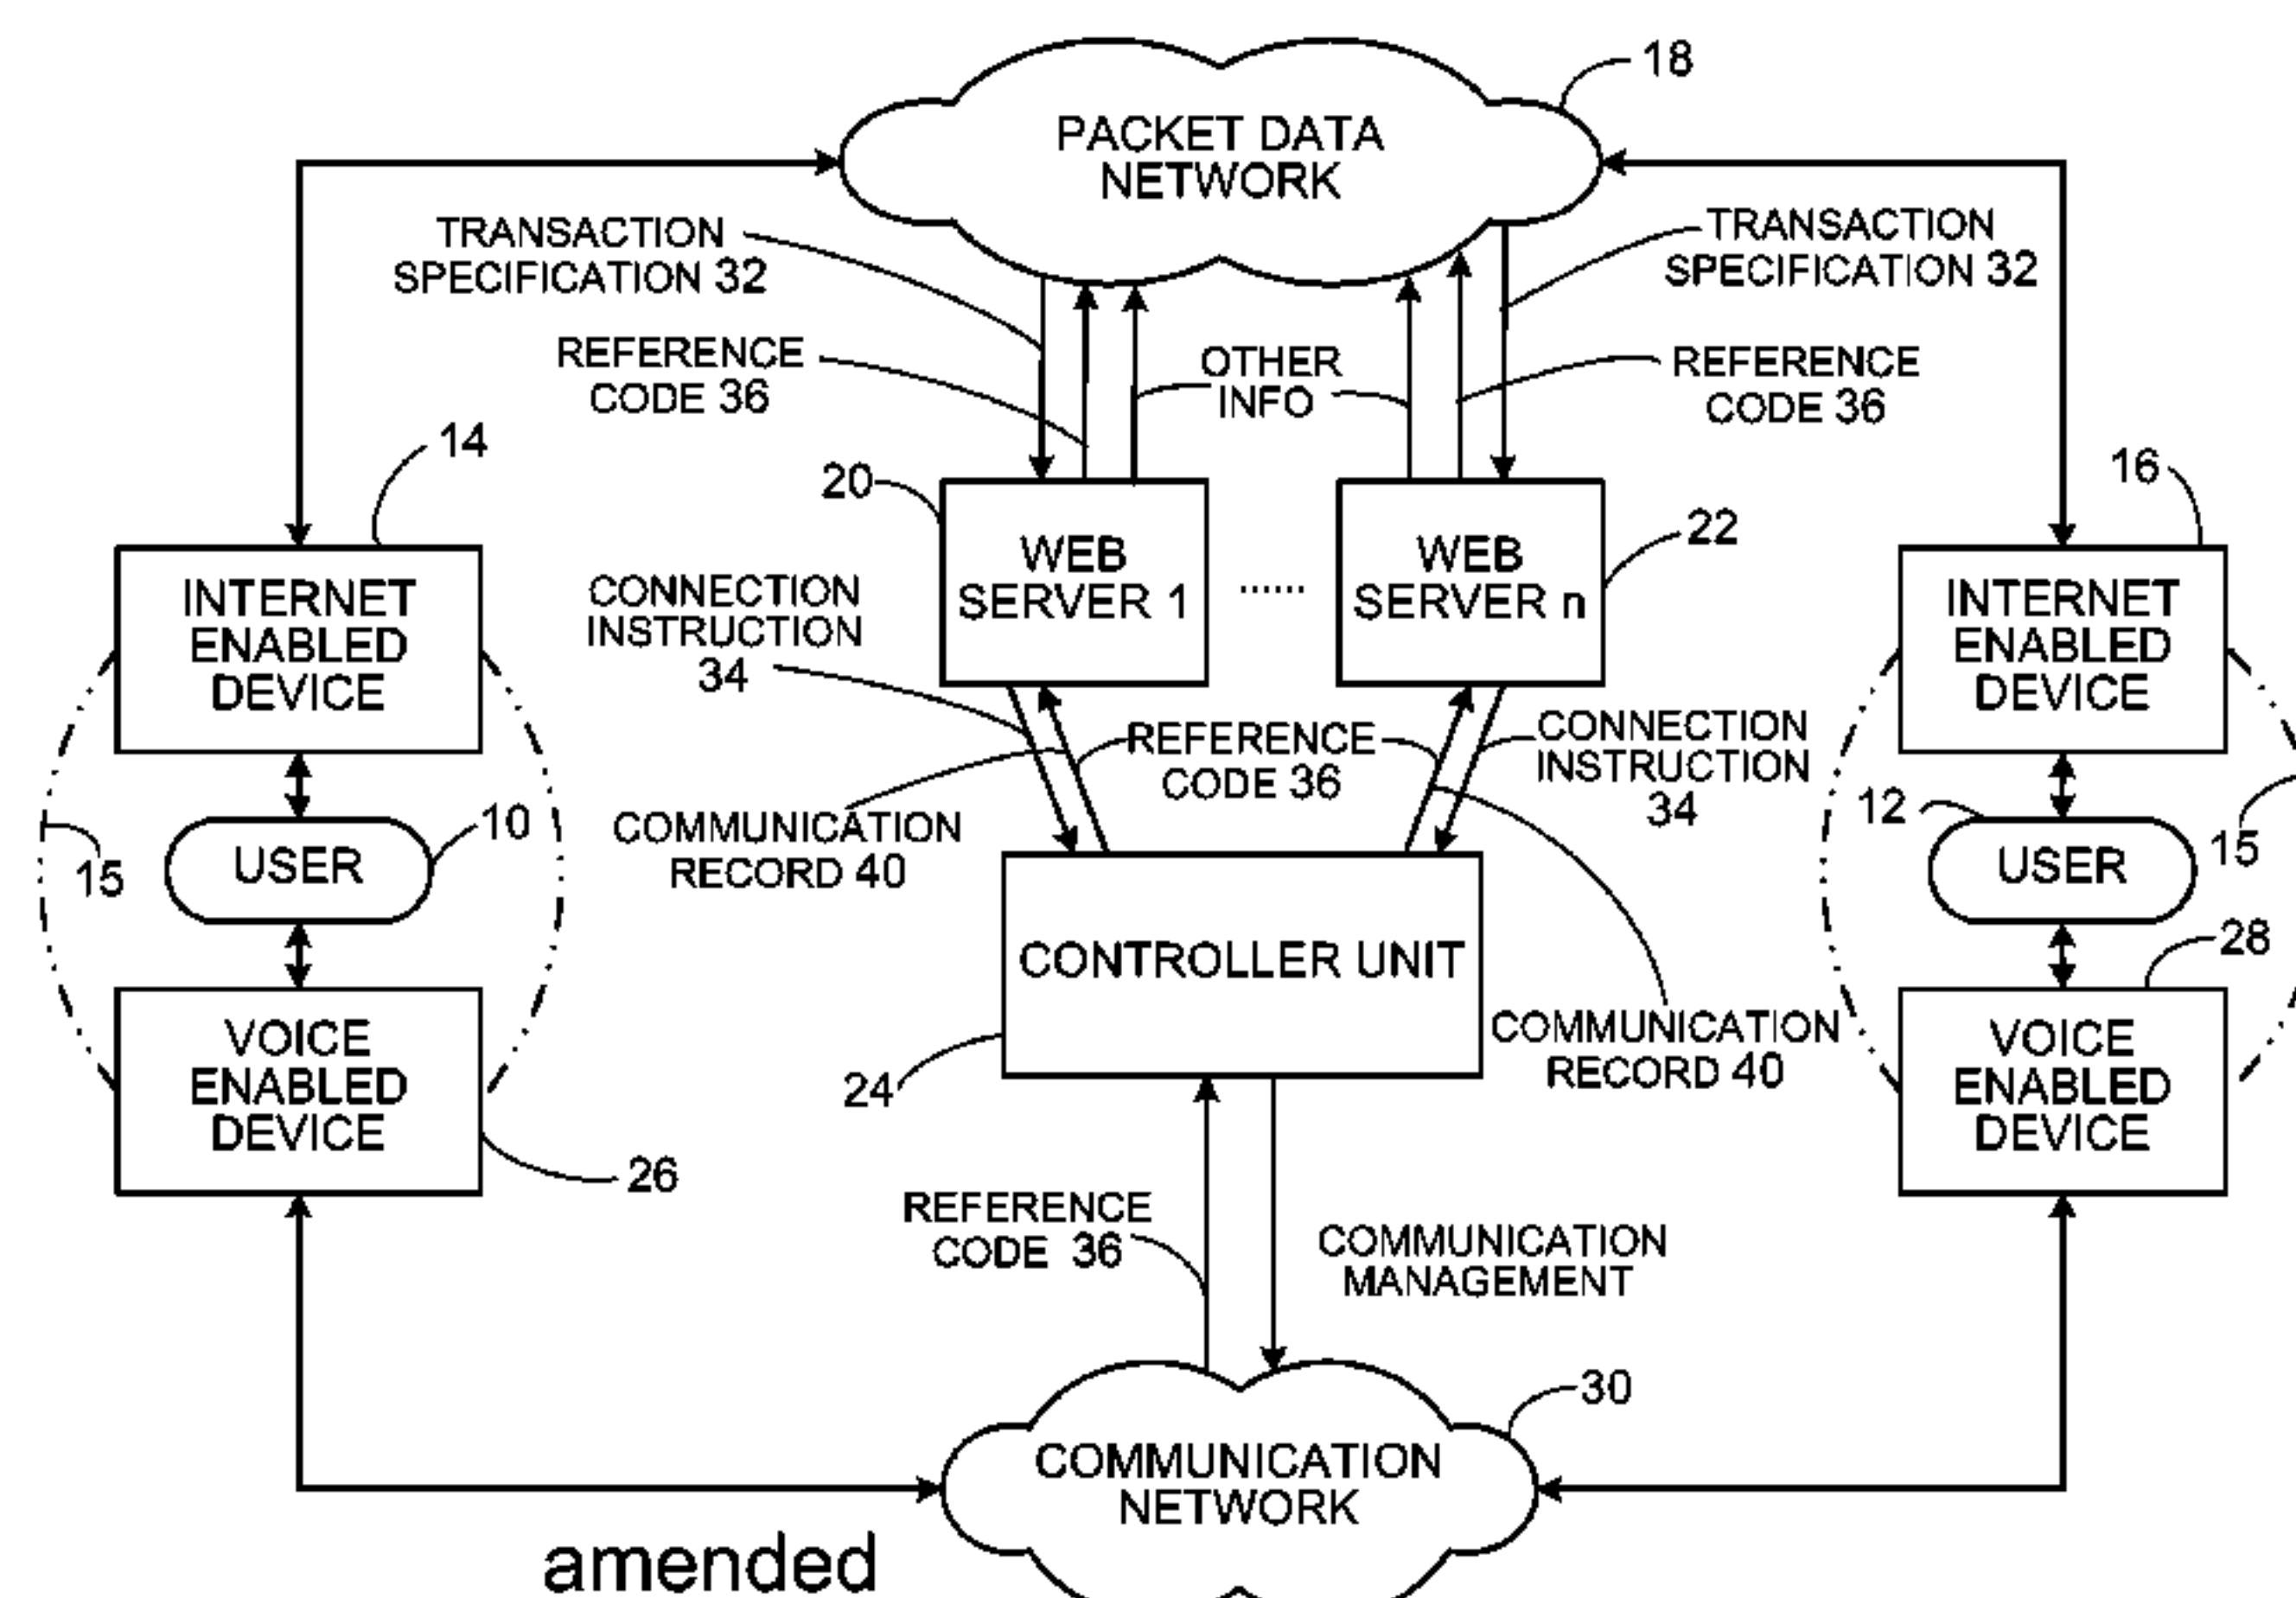 18
PACKET DATA
NETWORK
TRANSACTION
SPECIFICATION 32
TRANSACTION
SPECIFICATION 32
REFERENCE
CODE 36
OTHER
INFO
REFERENCE
CODE 36
14
20
16
22
WEB
SERVER 1
......
WEB
SERVER n
INTERNET
ENABLED
DEVICE
CONNECTION
INSTRUCTION
34
INTERNET
ENABLED
DEVICE
REFERENCE
CODE 36
CONNECTION
INSTRUCTION
34
10
12
15
USER
15
COMMUNICATION
RECORD 40
USER
CONTROLLER UNIT
28
VOICE
ENABLED
DEVICE
24
COMMUNICATION
RECORD 40
VOICE
ENABLED
DEVICE
26
REFERENCE
CODE 36
COMMUNICATION
MANAGEMENT
30
COMMUNICATION
NETWORK
amended